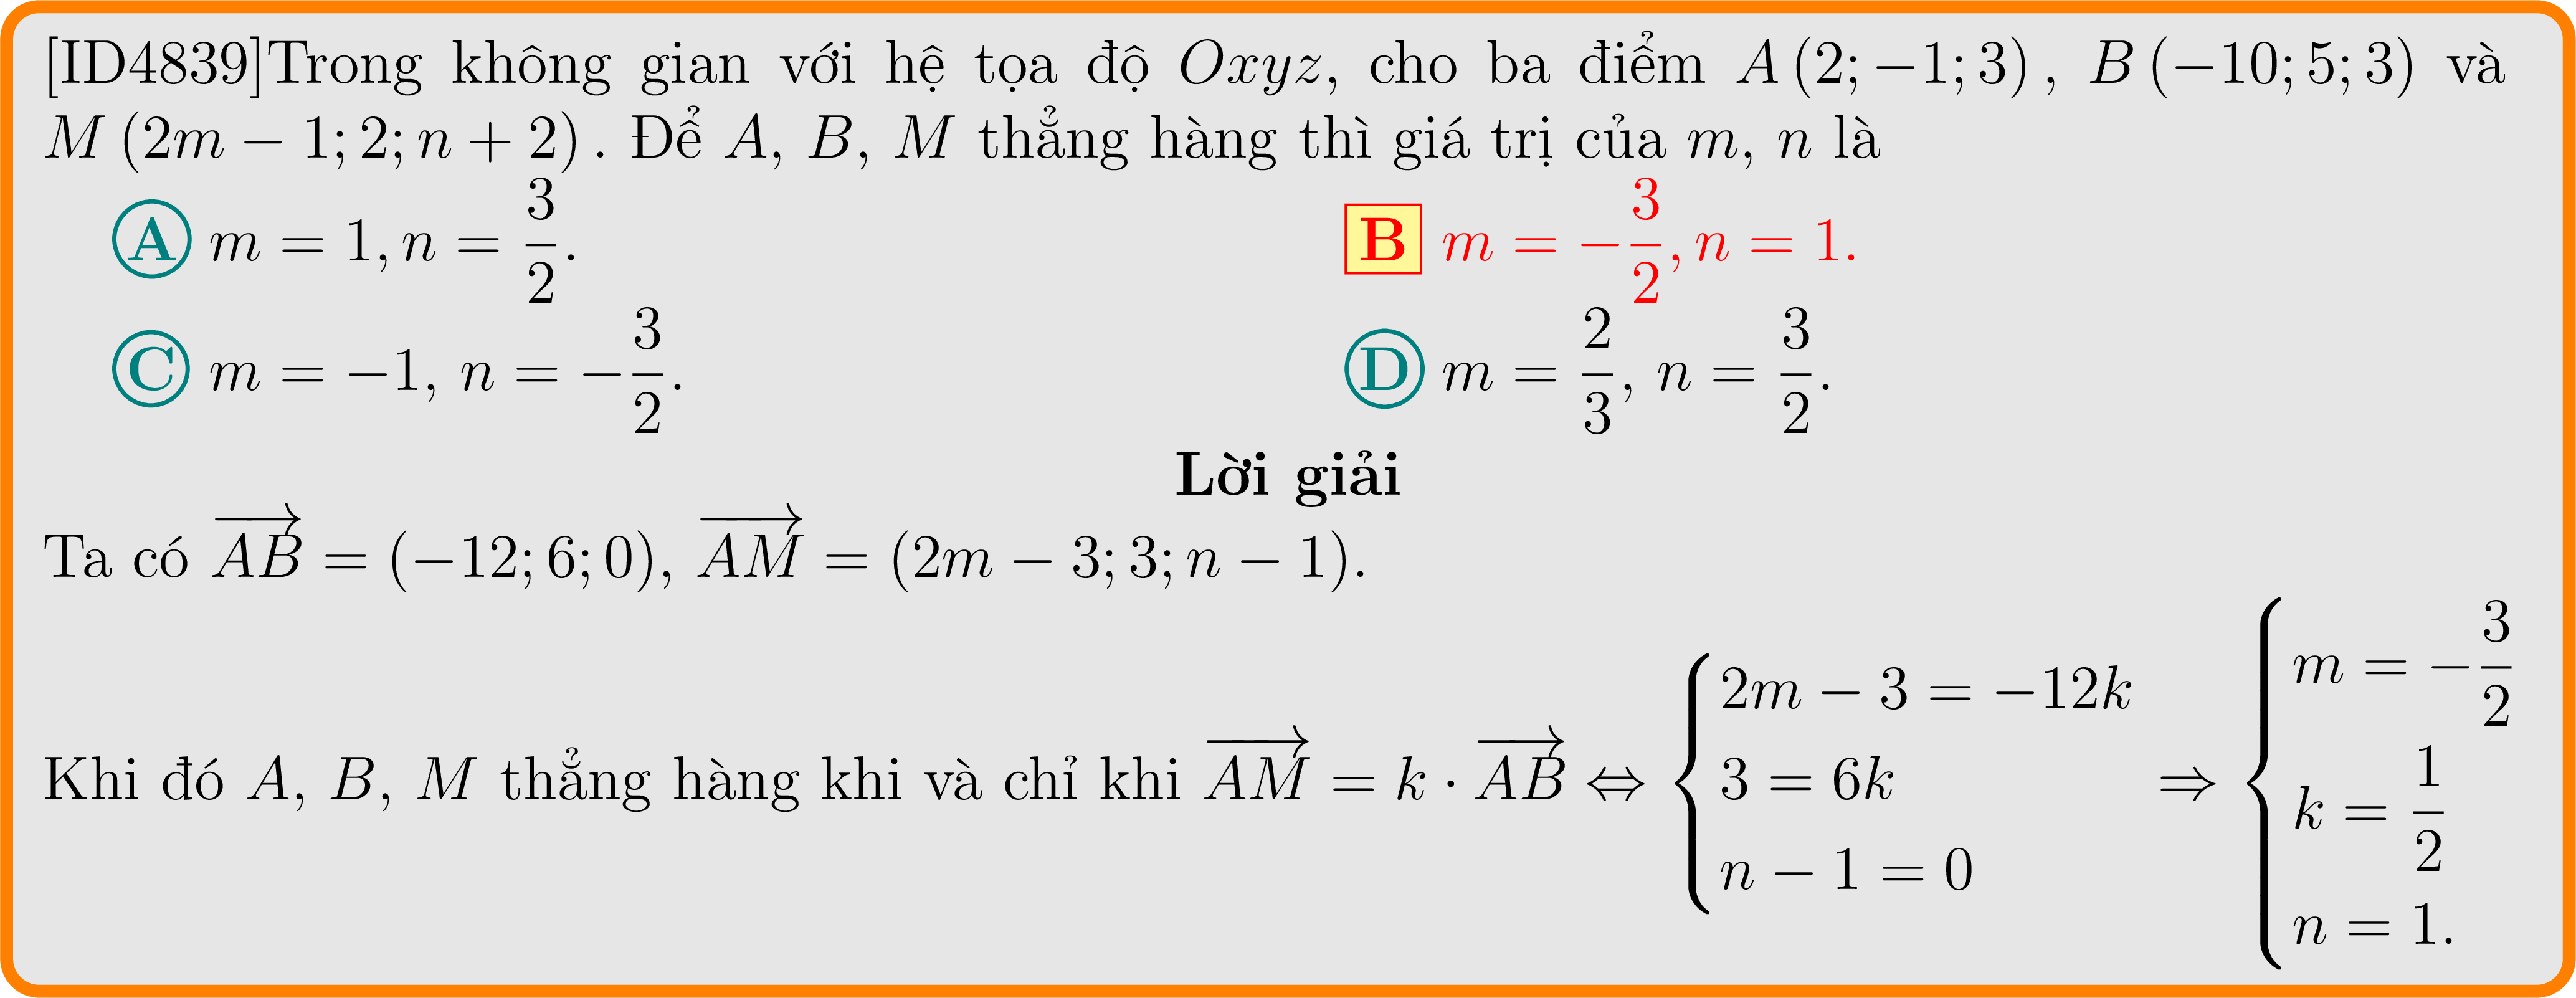 [ID4839]Trong không gian với hệ tọa độ Oxyz, cho ba điểm A (2; −1; 3) , B (−10; 5; 3) và
M (2m − 1; 2; n + 2) . Để A, B, M thẳng hàng thì giá trị của m, n là
A m = 1, n = \frac{3}{2}. B m = −\frac{3}{2}, n = 1.
C m = −1, n = −\frac{3}{2}. D m = \frac{2}{3}, n = \frac{3}{2}.
Lời giải
Ta có \overrightarrow{AB} = (−12; 6; 0), \overrightarrow{AM} = (2m − 3; 3; n − 1).
Khi đó A, B, M thẳng hàng khi và chỉ khi \overrightarrow{AM} = k · \overrightarrow{AB} ⇔ \begin{cases} 2m − 3 = −12k \\ 3 = 6k \\ n − 1 = 0 \end{cases} ⇒ \begin{cases} m = −\frac{3}{2} \\ k = \frac{1}{2} \\ n = 1. \end{cases}